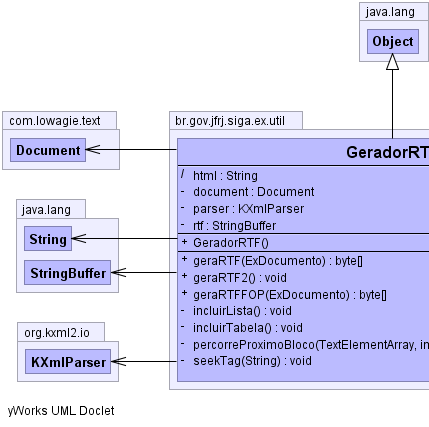 java.lang
Object
com.lowagie.text
Document
br.gov.jfrj.siga.ex.util
GeradorRT
/ html : String
- document : Document
- parser : KXmlParser
- rtf : StringBuffer
+ GeradorRTF()
+ geraRTF(ExDocumento) : byte[]
+ geraRTF2() : void
+ geraRTFFOP(ExDocumento) : byte[]
- incluirLista() : void
- incluirTabela() : void
- percorreProximoBloco(TextElementArray, in
- seekTag(String) : void
java.lang
String
StringBuffer
org.kxml2.io
KXmlParser
yWorks UML Doclet